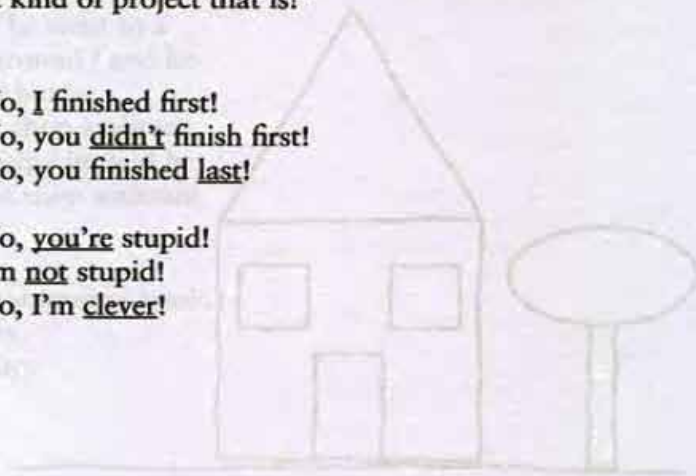 kind of project that is!
o, I finished first!
o, you didn't finish first!
o, you finished last!
o, you're stupid!
m not stupid!
o, I'm clever!